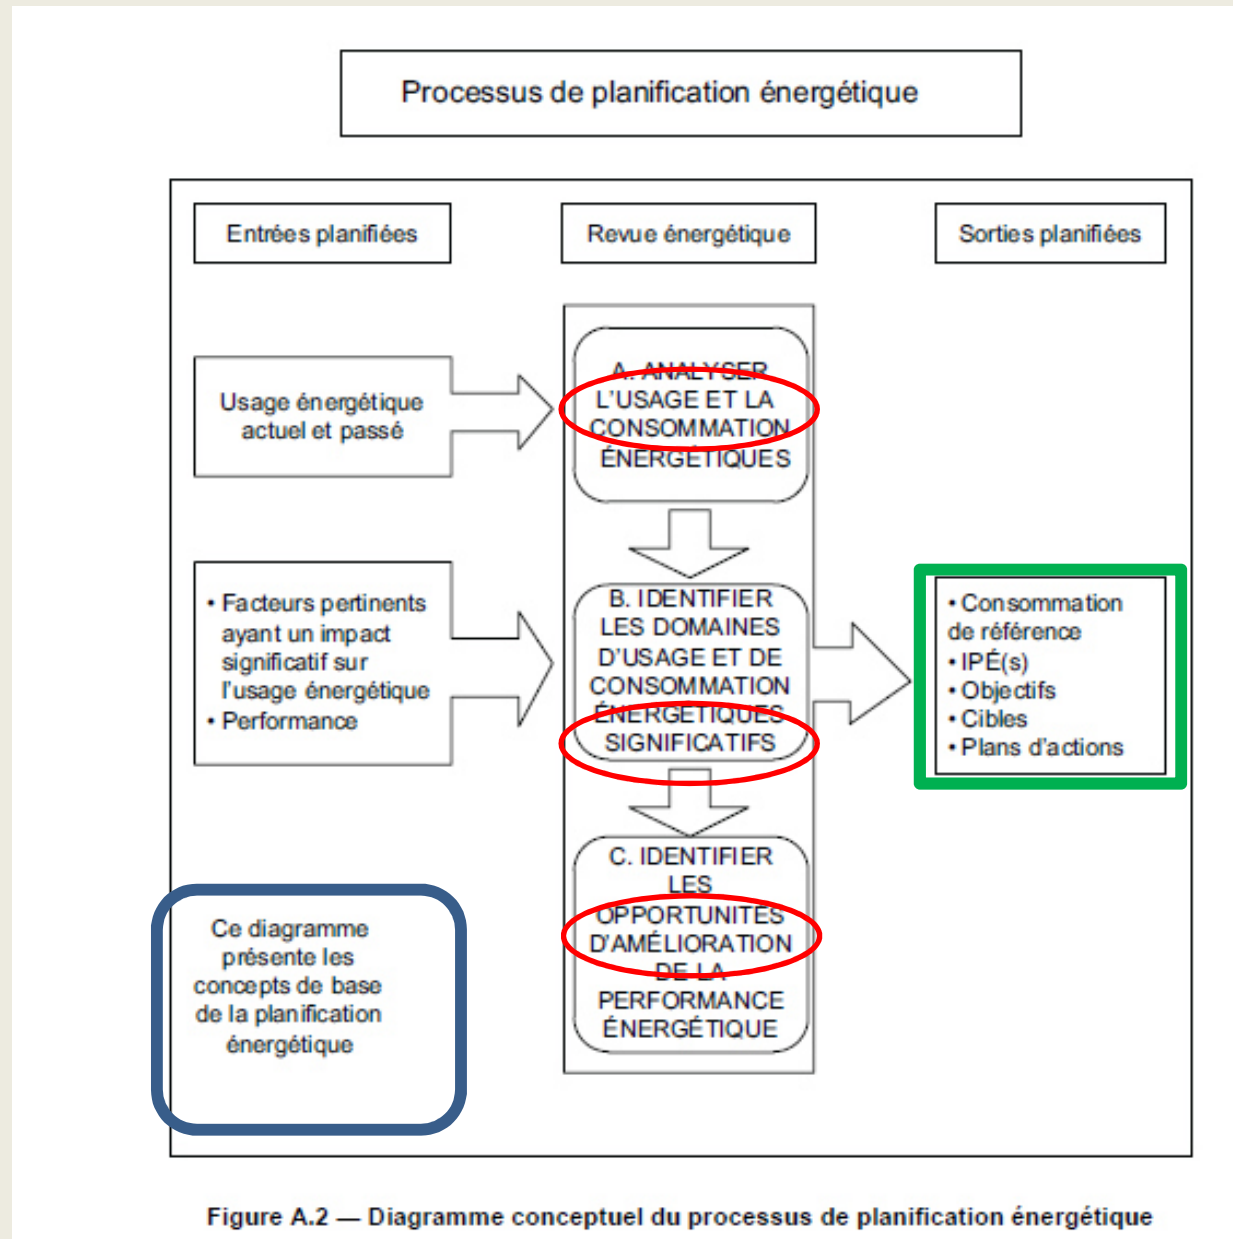 Processus de planification énergétique
Entrées planifiées
Revue énergétique
Sorties planifiées
Usage énergétique
actuel et passé
A. ANALYSER
L'USAGE ET LA
CONSOMMATION
ÉNERGÉTIQUES
• Facteurs pertinents
ayant un impact
significatif sur
l'usage énergétique
• Performance
B. IDENTIFIER
LES DOMAINES
D'USAGE ET DE
CONSOMMATION
ÉNERGÉTIQUES
SIGNIFICATIFS
• Consommation
de référence
• IPÉ(s)
• Objectifs
• Cibles
• Plans d'actions
C. IDENTIFIER
LES
OPPORTUNITÉS
D'AMÉLIORATION
DE LA
PERFORMANCE
ÉNERGÉTIQUE
Ce diagramme
présente les
concepts de base
de la planification
énergétique
Figure A.2 — Diagramme conceptuel du processus de planification énergétique